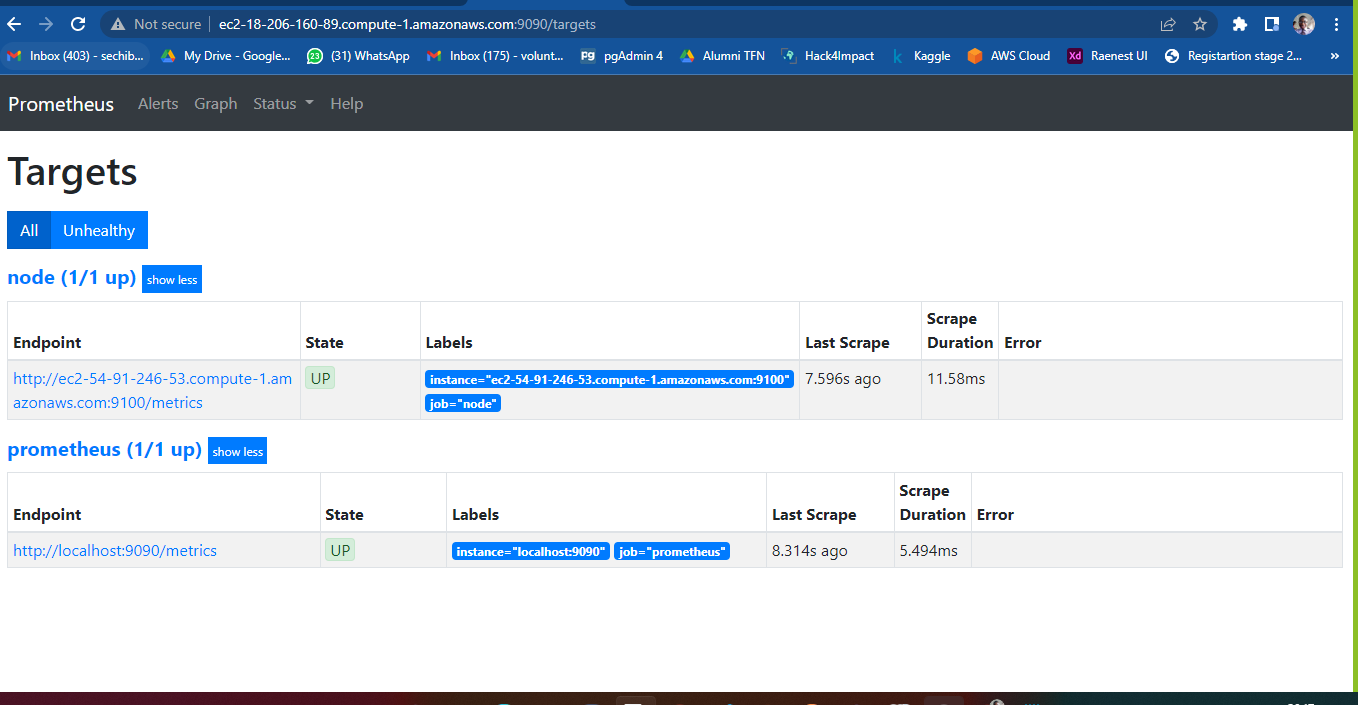 Not secure | ec2-18-206-160-89.compute-1.amazonaws.com:9090/targets
Inbox (403) - sechib... My Drive - Google... 23 (31) WhatsApp Inbox (175) - volunt... pg pgAdmin 4 Alumni TFN Hack4Impact k Kaggle AWS Cloud Xd Raenest UI Registartion stage 2... »
Prometheus Alerts Graph Status Help
Targets
All Unhealthy
node (1/1 up) show less
Endpoint State Labels Last Scrape Scrape Duration Error
http://ec2-54-91-246-53.compute-1.am
azonaws.com:9100/metrics
UP
instance="ec2-54-91-246-53.compute-1.amazonaws.com:9100"
job="node"
7.596s ago 11.58ms
prometheus (1/1 up) show less
Endpoint State Labels Last Scrape Scrape Duration Error
http://localhost:9090/metrics UP instance="localhost:9090" job="prometheus" 8.314s ago 5.494ms